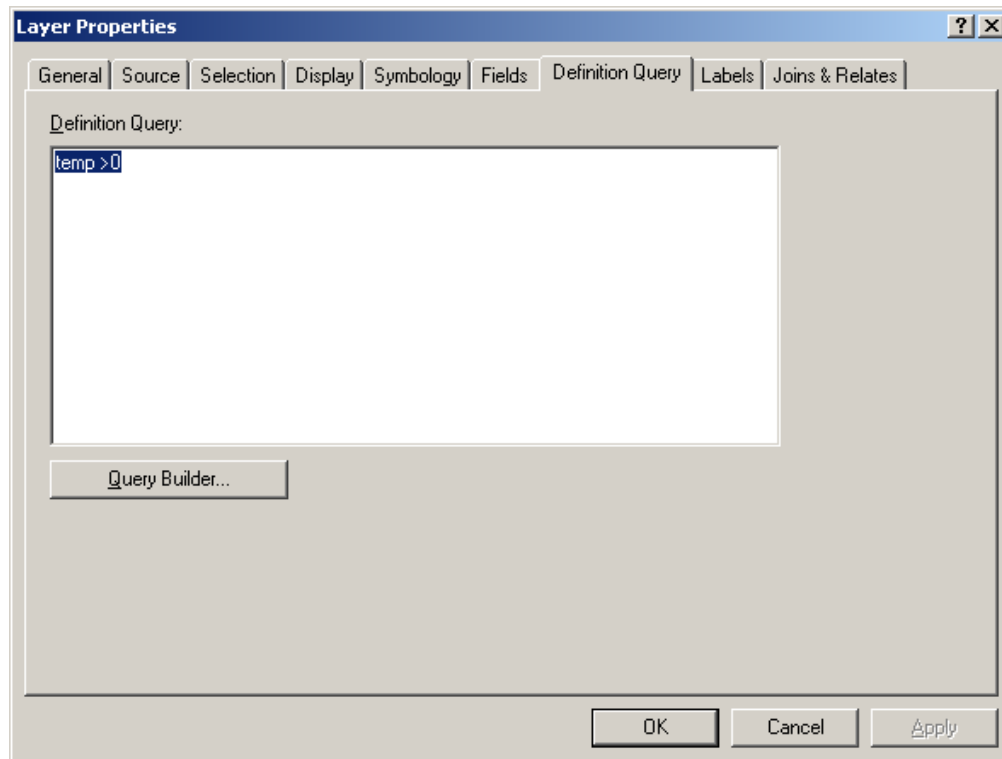 Layer Properties
General Source Selection Display Symbology Fields Definition Query Labels Joins & Relates
Definition Query:
temp >0
Query Builder...
OK Cancel Apply